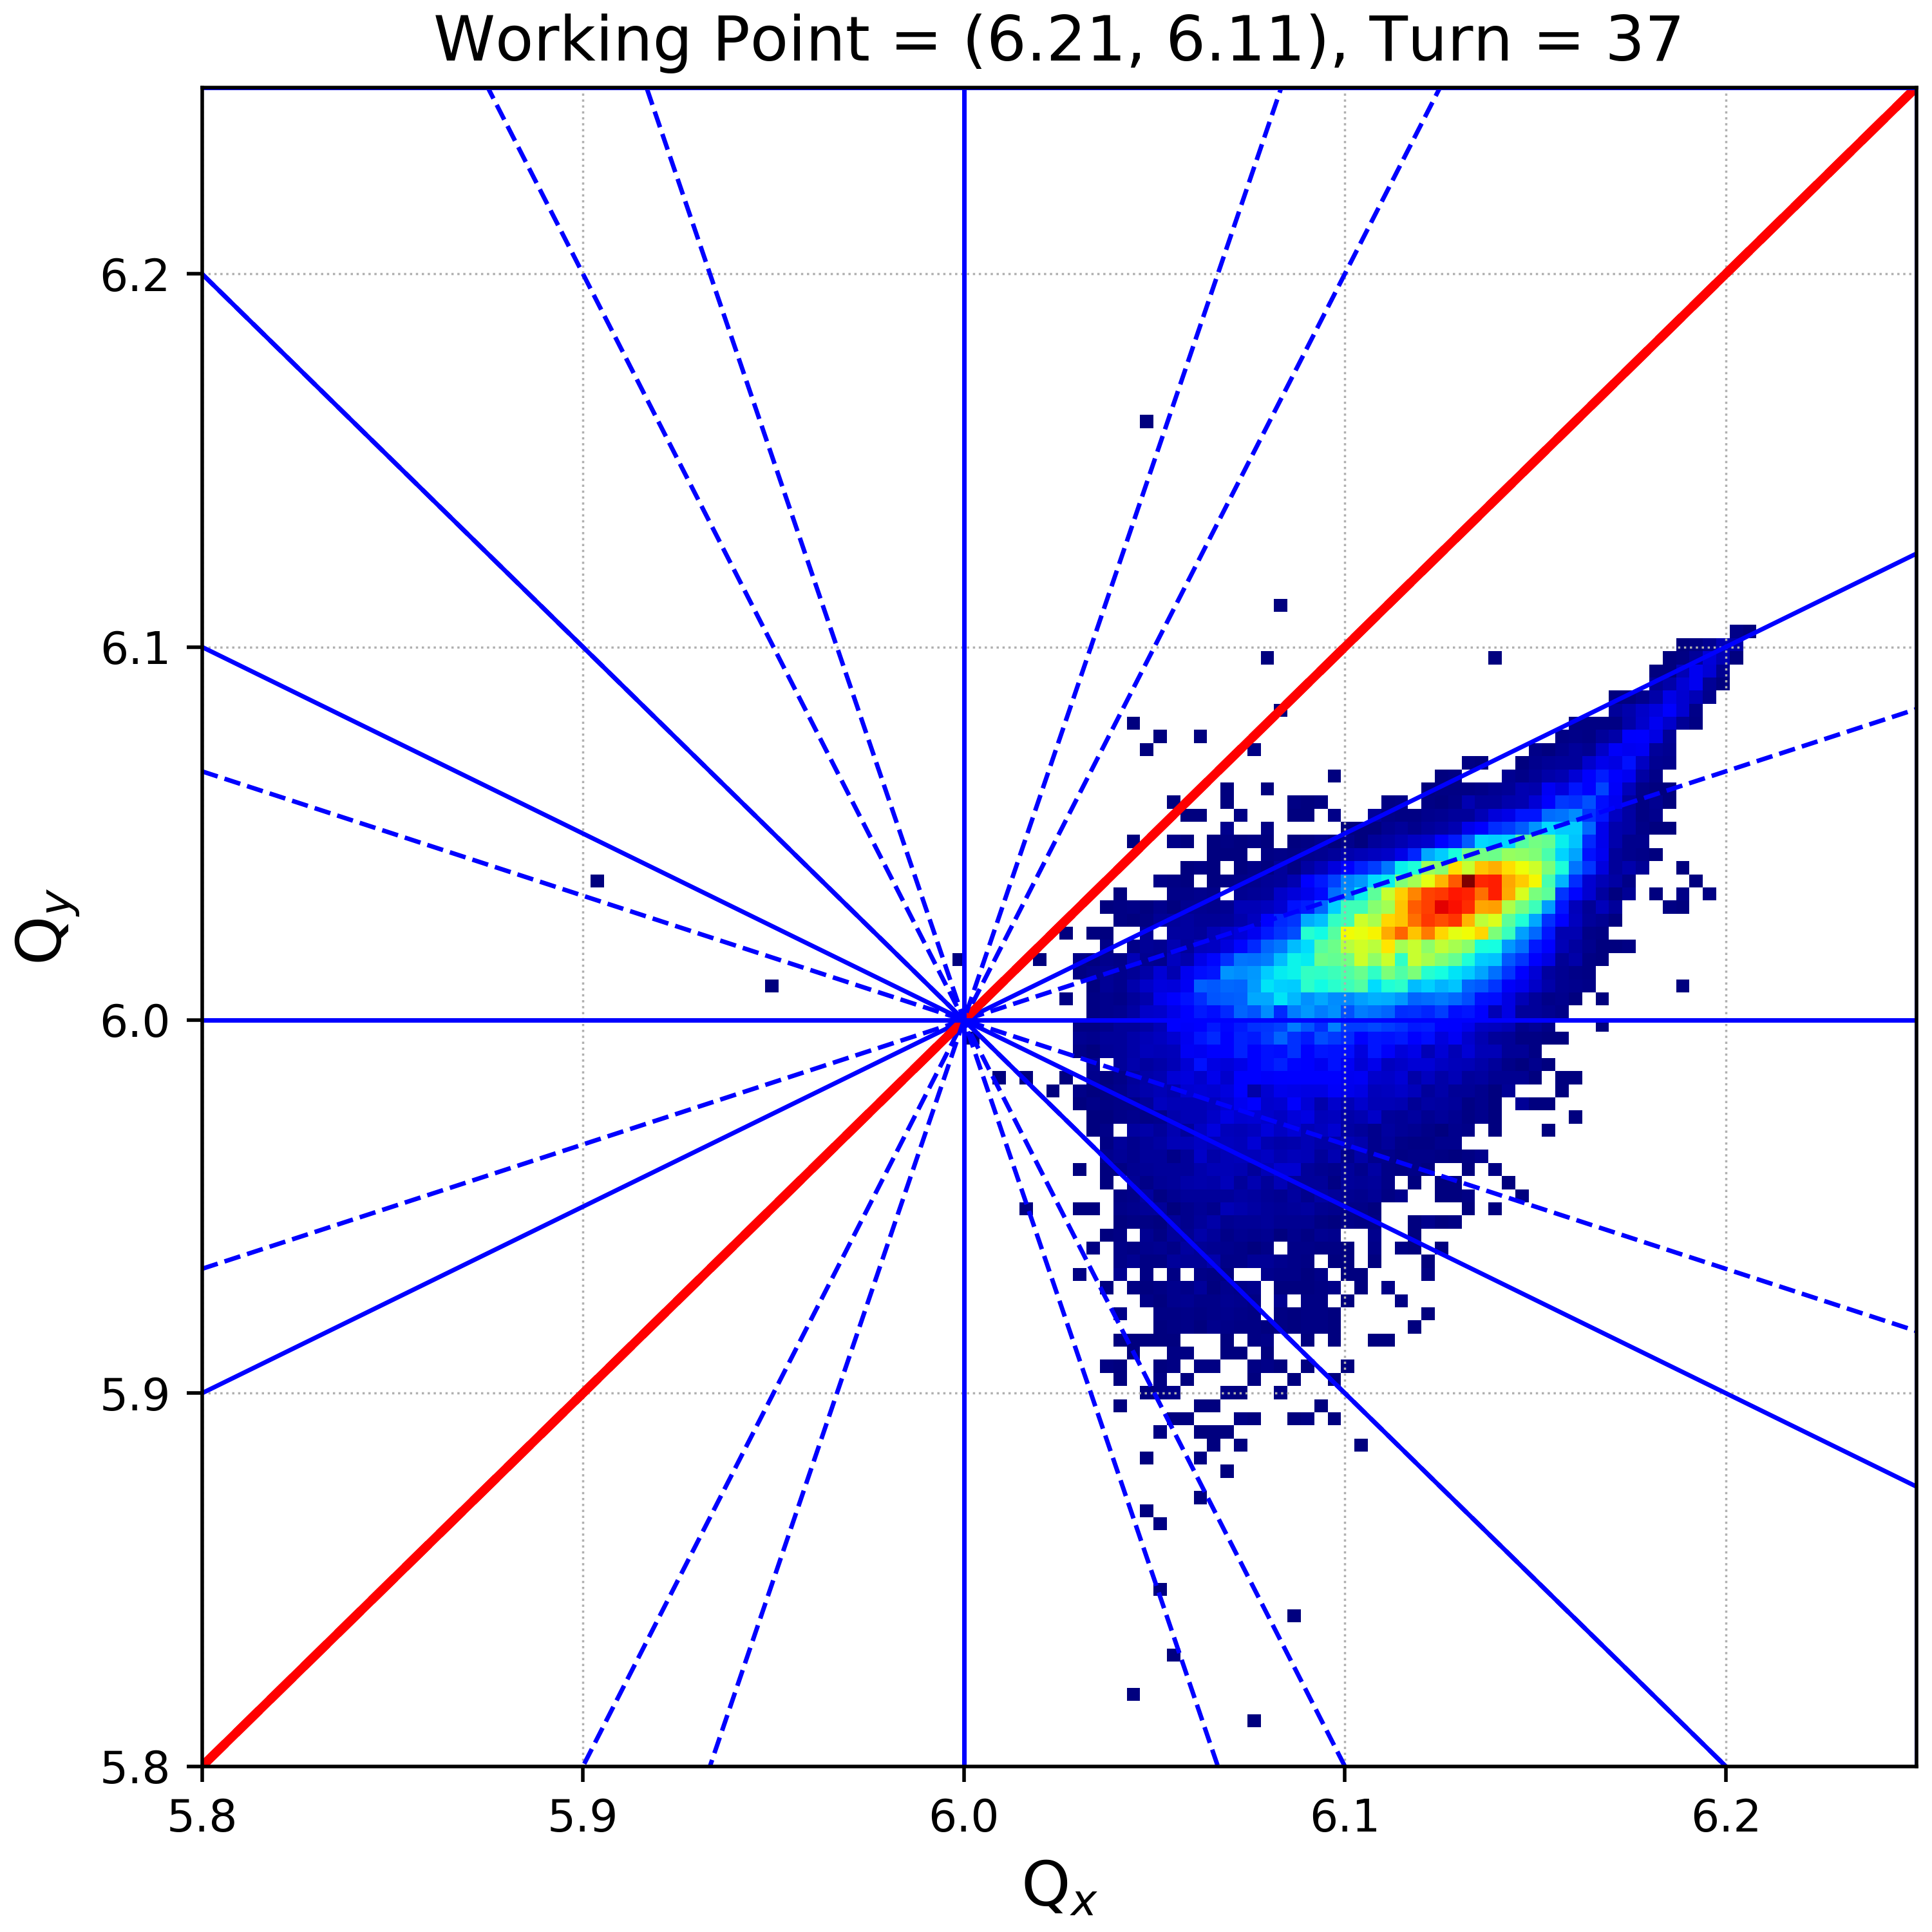 Working Point = (6.21, 6.11), Turn = 37
6.2
6.1
6.0
5.9
5.8
Qy
5.8 5.9 6.0 6.1 6.2
Qx